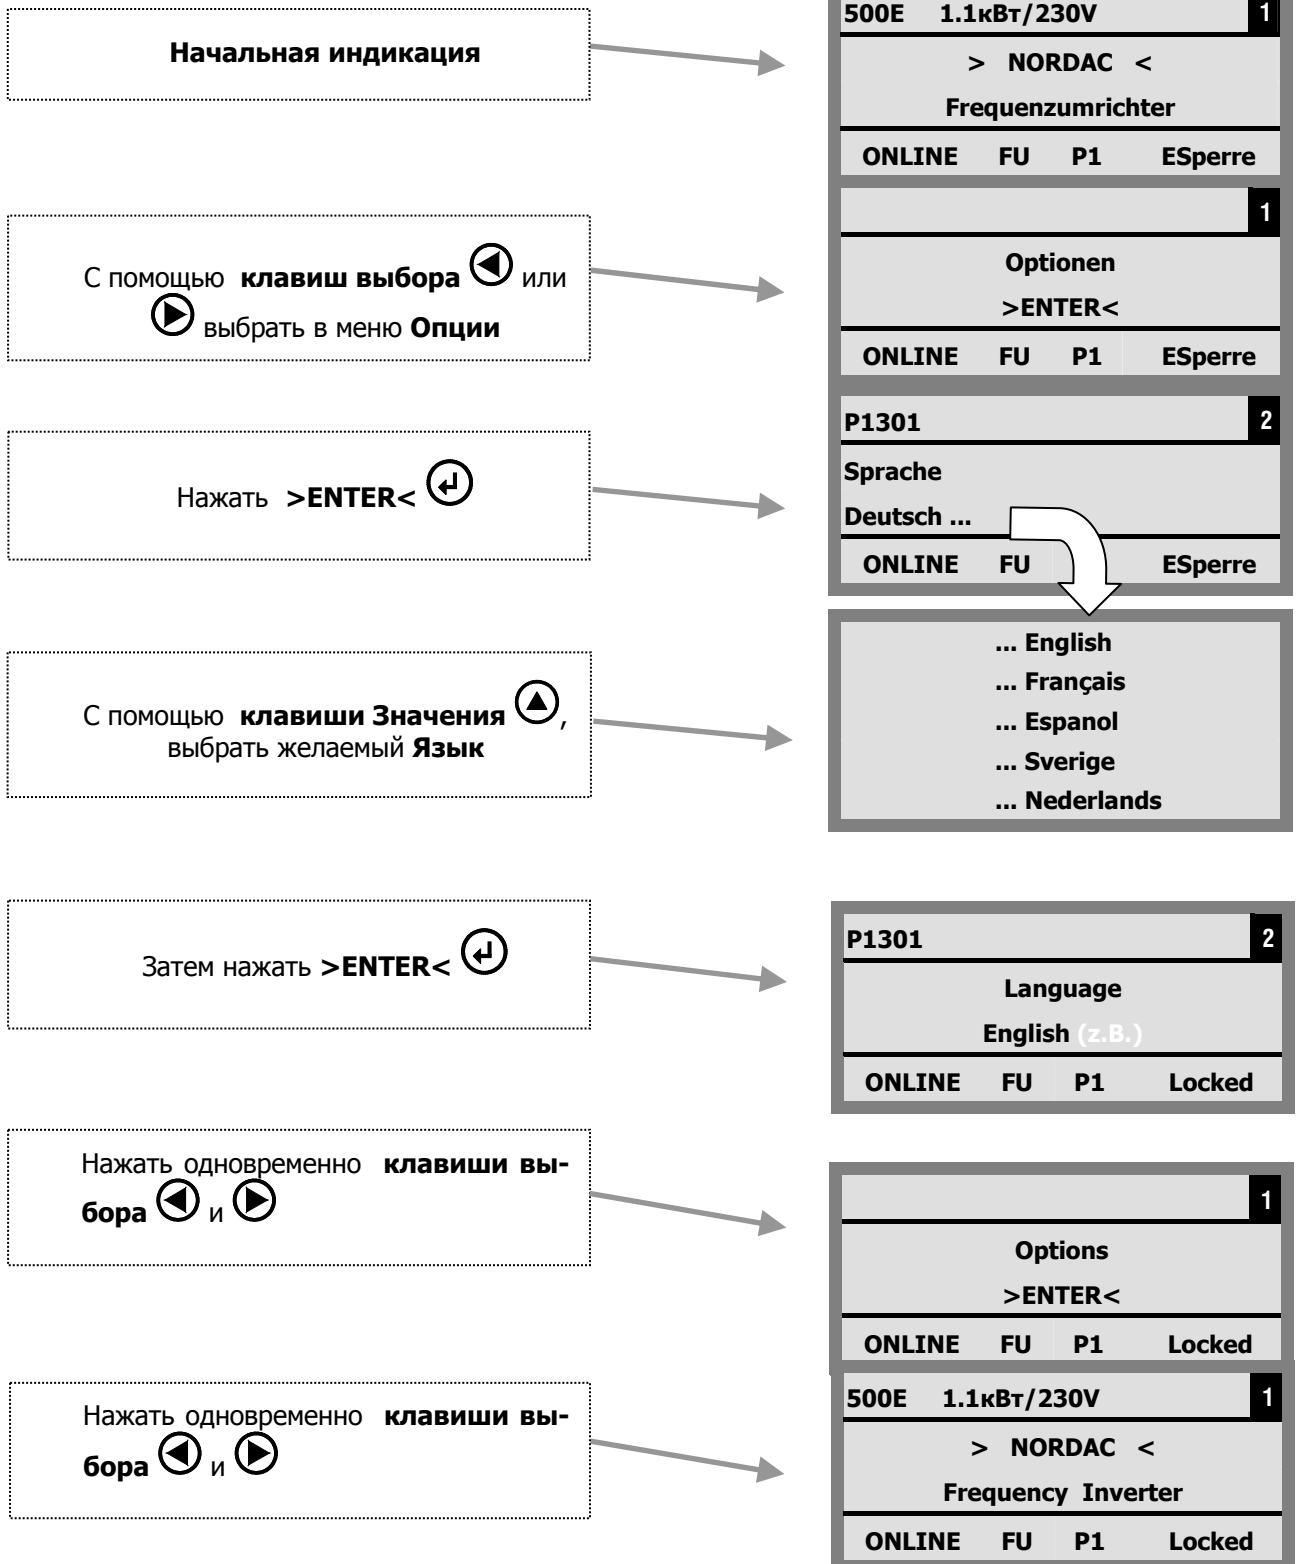 Начальная индикация
500E 1.1кВт/230V 1
> NORDAC <
Frequenzumrichter
ONLINE FU P1 ESperre
С помощью клавиш выбора или
выбрать в меню Опции
1
Optionen
>ENTER<
ONLINE FU P1 ESperre
Нажать >ENTER<
P1301 2
Sprache
Deutsch ...
ONLINE FU ESperre
С помощью клавиши Значения ,
выбрать желаемый Язык
... English
... Français
... Espanol
... Sverige
... Nederlands
Затем нажать >ENTER<
P1301 2
Language
English (z.B.)
ONLINE FU P1 Locked
Нажать одновременно клавиши вы-
бора и
1
Options
>ENTER<
ONLINE FU P1 Locked
Нажать одновременно клавиши вы-
бора и
500E 1.1кВт/230V 1
> NORDAC <
Frequency Inverter
ONLINE FU P1 Locked